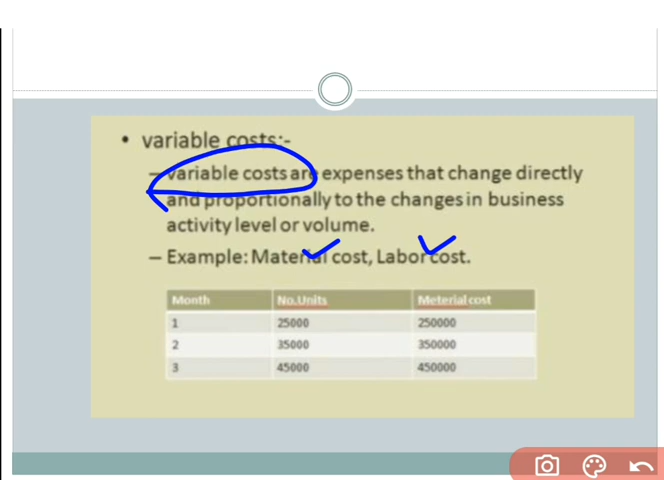 • variable costs:-
– Variable costs are expenses that change directly
and proportionally to the changes in business
activity level or volume.
– Example: Material cost, Labor cost.
Month No.Units Meterial cost
1 25000 250000
2 35000 350000
3 45000 450000